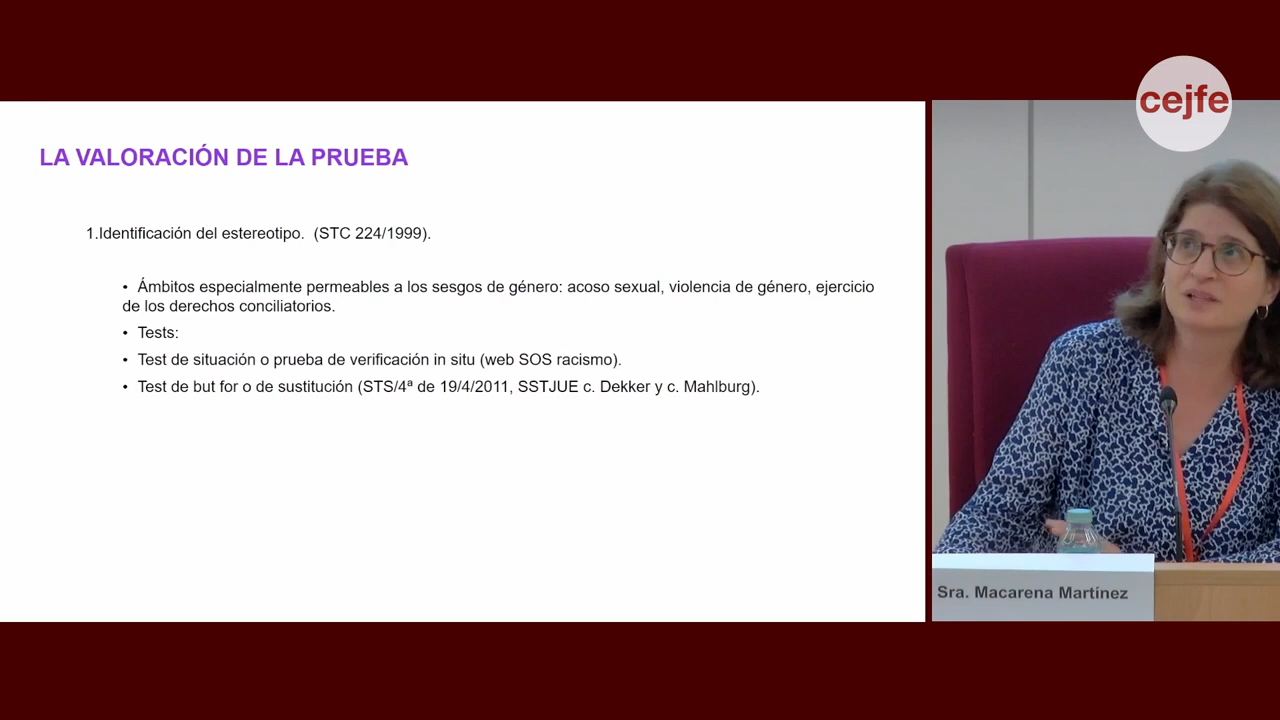 cejfe
LA VALORACIÓN DE LA PRUEBA
1.Identificación del estereotipo.  (STC 224/1999).
• Ámbitos especialmente permeables a los sesgos de género: acoso sexual, violencia de género, ejercicio
de los derechos conciliatorios.
• Tests:
• Test de situación o prueba de verificación in situ (web SOS racismo).
• Test de but for o de sustitución (STS/4ª de 19/4/2011, SSTJUE c. Dekker y c. Mahlburg).
Sra. Macarena Martínez